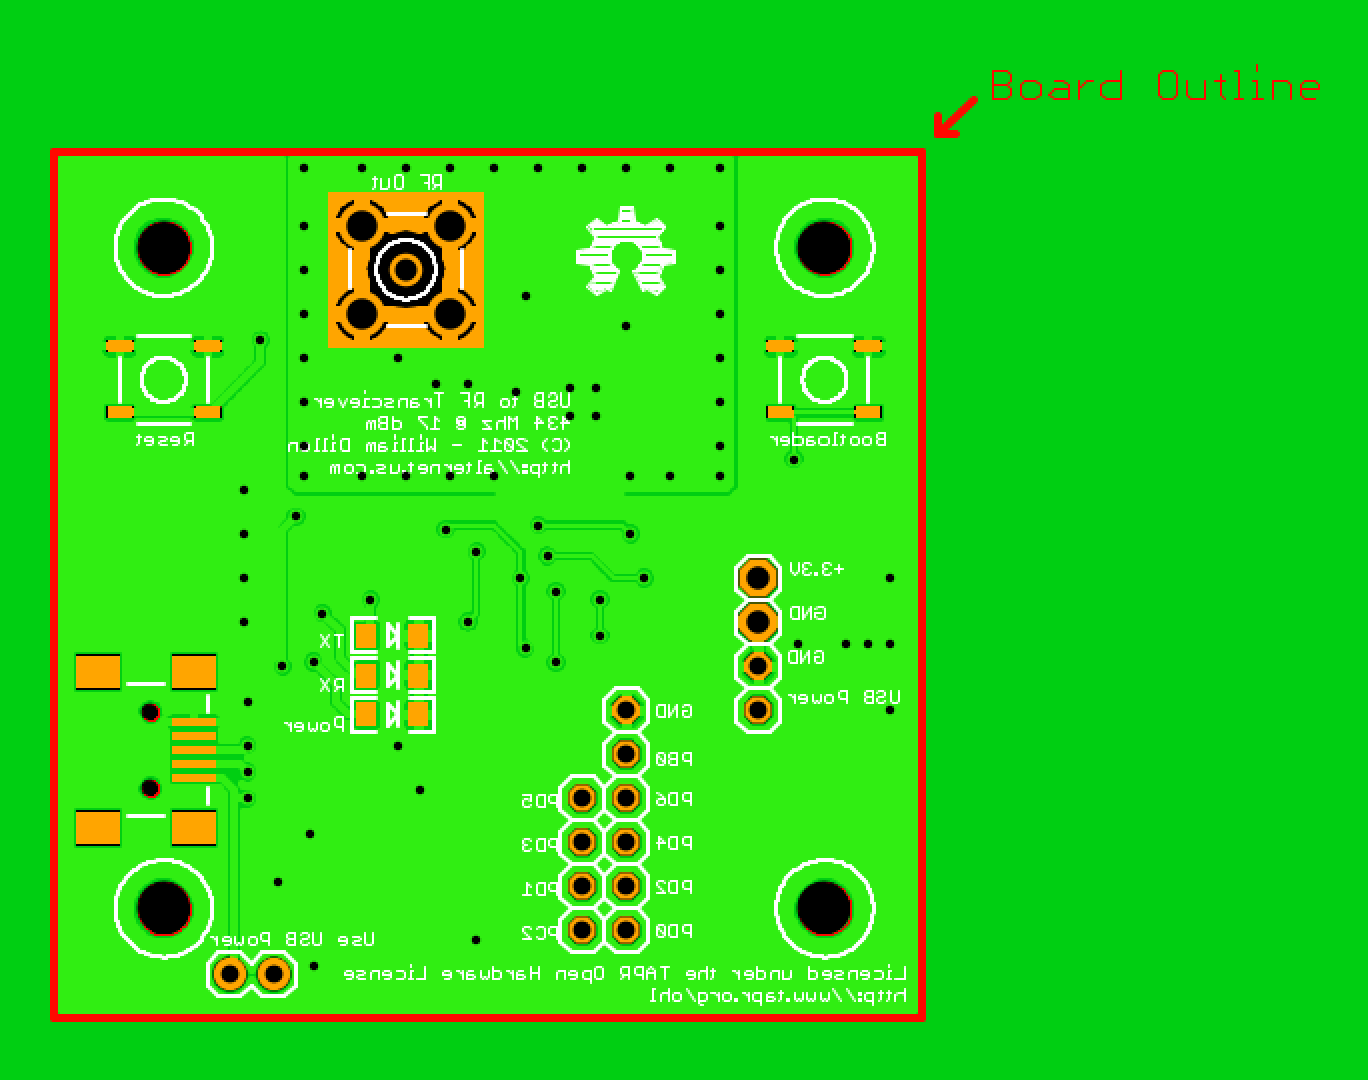 Board Outline
RF Out
USB to RF Transciever
434 Mhz @ 17 dBm
(C) 2011 - William Dillon
http://alternet.us.com
Reset
Bootloader
+3.3V
GND
GND
USB Power
TX
RX
Power
GND
PB0
PD5
PD6
PD3
PD4
PD1
PD2
PC2
PD0
Use USB Power
Licensed under the TAPR Open Hardware License
http://www.tapr.org/ohl